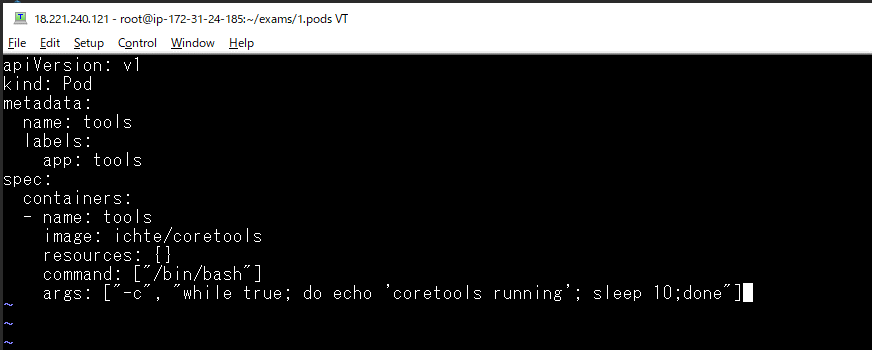 18.221.240.121 - root@ip-172-31-24-185:~/exams/1.pods VT
File Edit Setup Control Window Help
apiVersion: v1
kind: Pod
metadata:
  name: tools
  labels:
    app: tools
spec:
  containers:
  - name: tools
    image: ichte/coretools
    resources: {}
    command: ["/bin/bash"]
    args: ["-c", "while true; do echo 'coretools running'; sleep 10;done"]
~
~
~